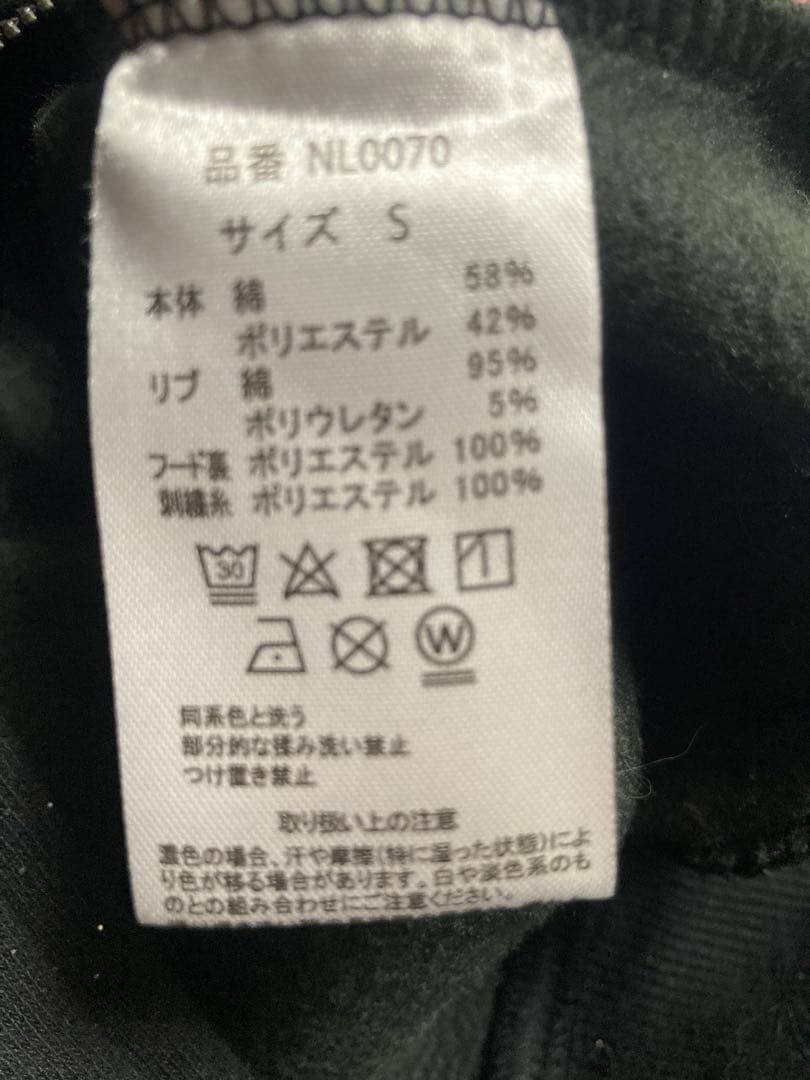 品番 NL0070
サイズ S
本体 綿 58%
ポリエステル 42%
リブ 綿 95%
ポリウレタン 5%
フード裏 ポリエステル 100%
刺繍糸 ポリエステル 100%
30
W
同系色と洗う
部分的な揉み洗い禁止
つけ置き禁止
取り扱い上の注意
濃色の場合、汗や摩擦(特に湿った状態)によ
り色が移る場合があります。白や淡色系のも
のとの組み合わせにご注意ください。